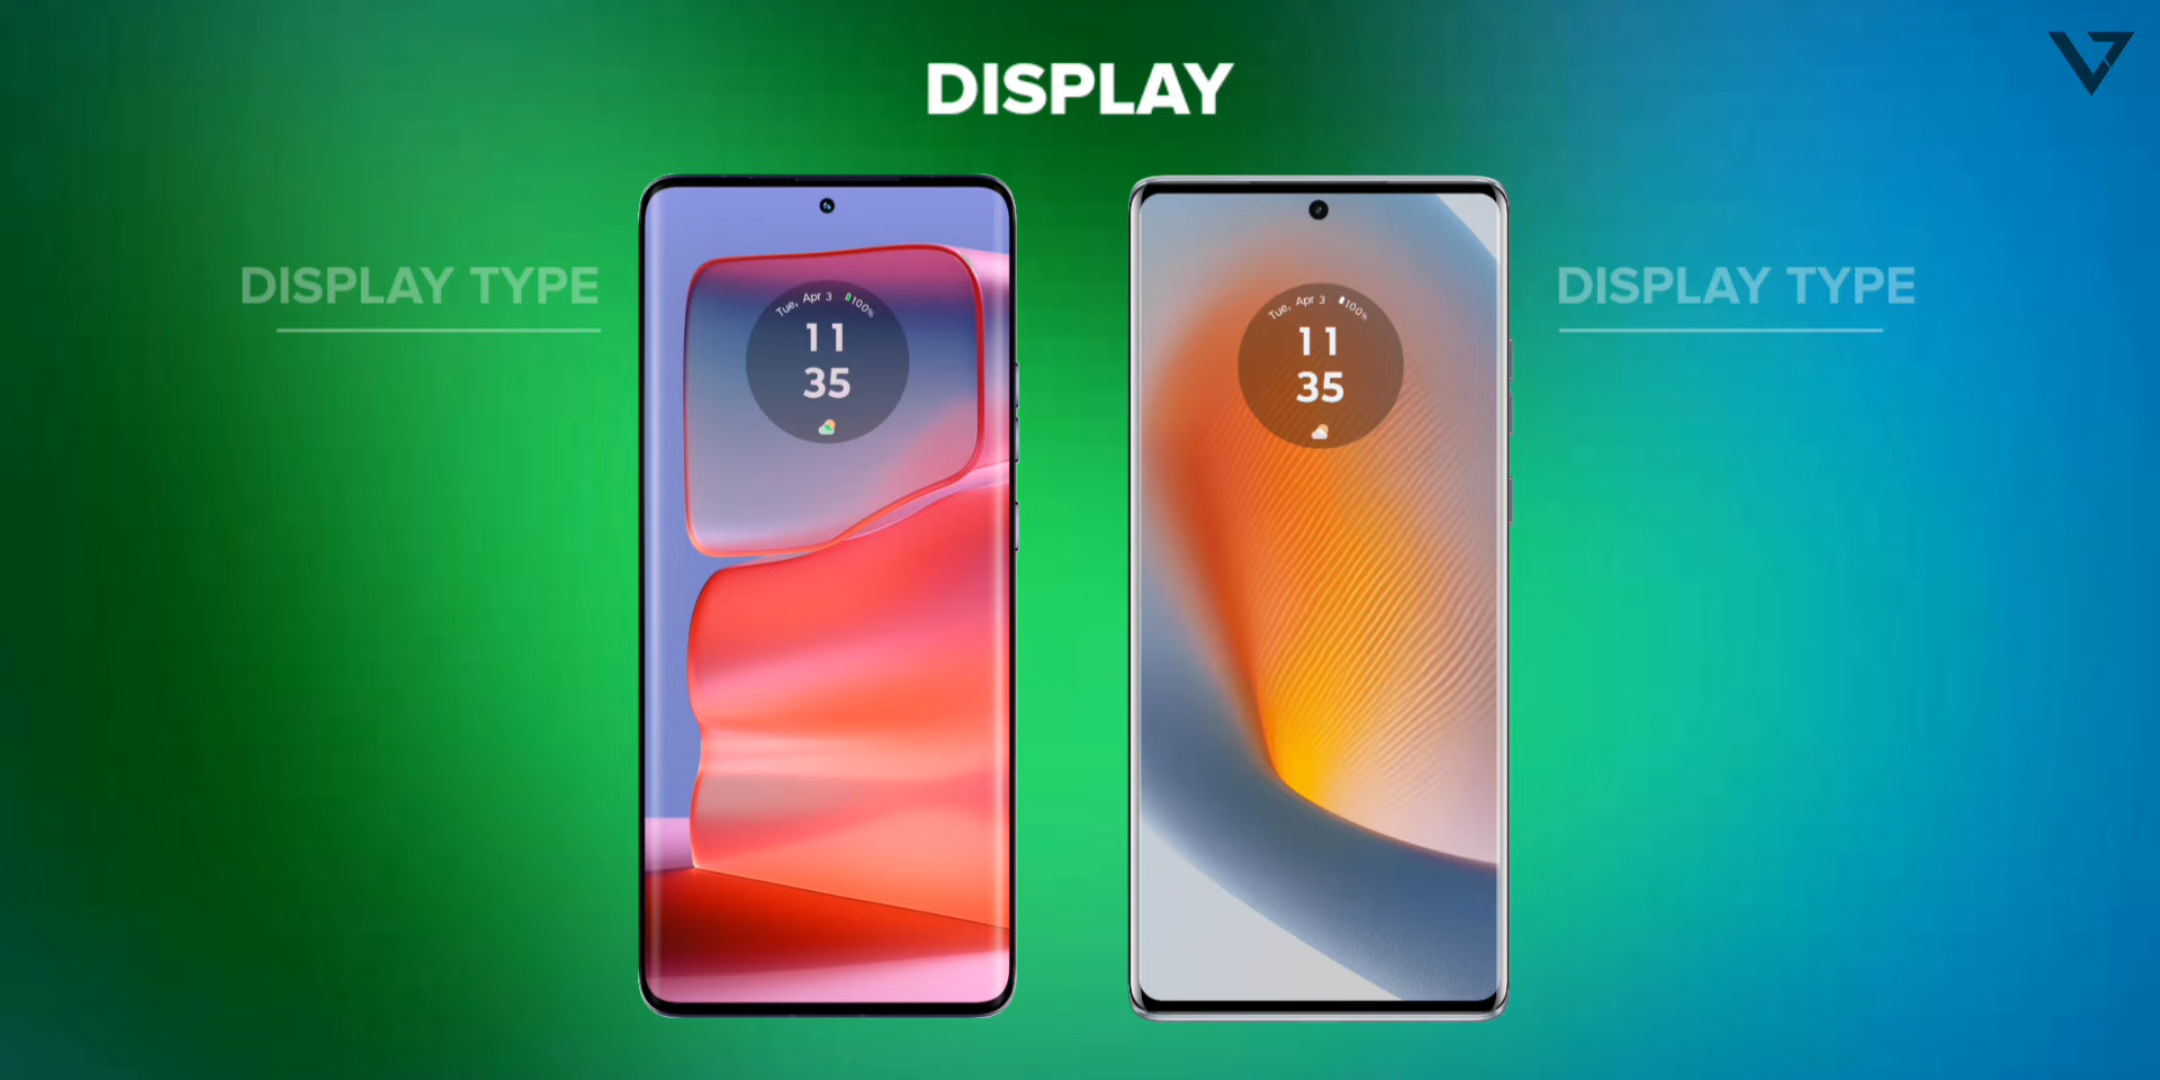 DISPLAY
DISPLAY TYPE
Tue, Apr 3 100%
11
35
Tue, Apr 3 100%
11
35
DISPLAY TYPE